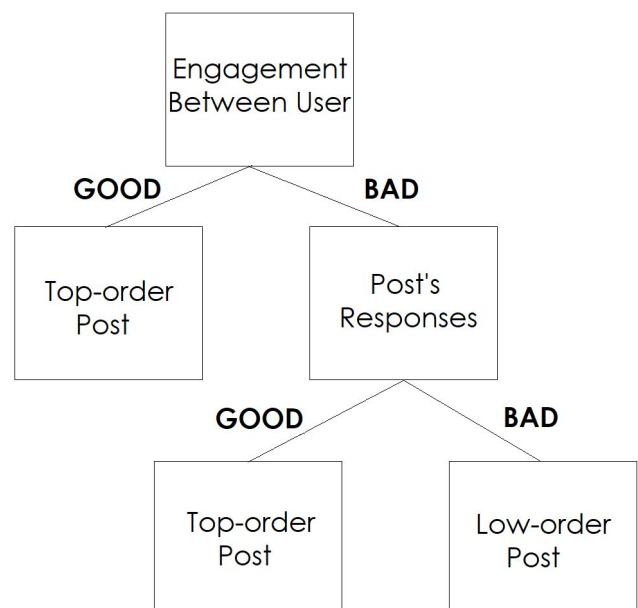 Engagement
Between User
GOOD
BAD
Top-order
Post
Post's
Responses
GOOD
BAD
Top-order
Post
Low-order
Post